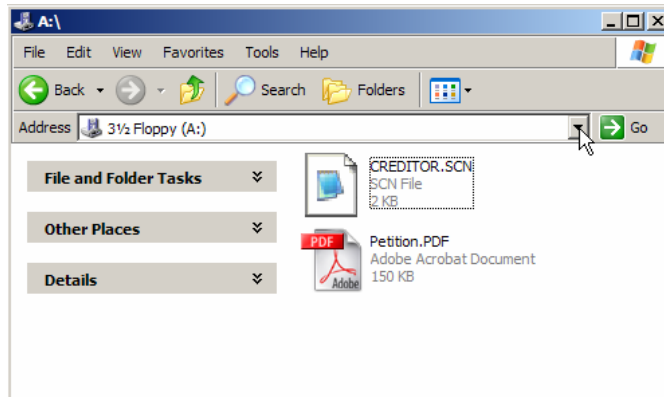 A:\
File Edit View Favorites Tools Help
Back Search Folders
Address 3½ Floppy (A:) Go
File and Folder Tasks
Other Places
Details
CREDITOR.SCN
SCN File
2 KB
PDF
Adobe
Petition.PDF
Adobe Acrobat Document
150 KB